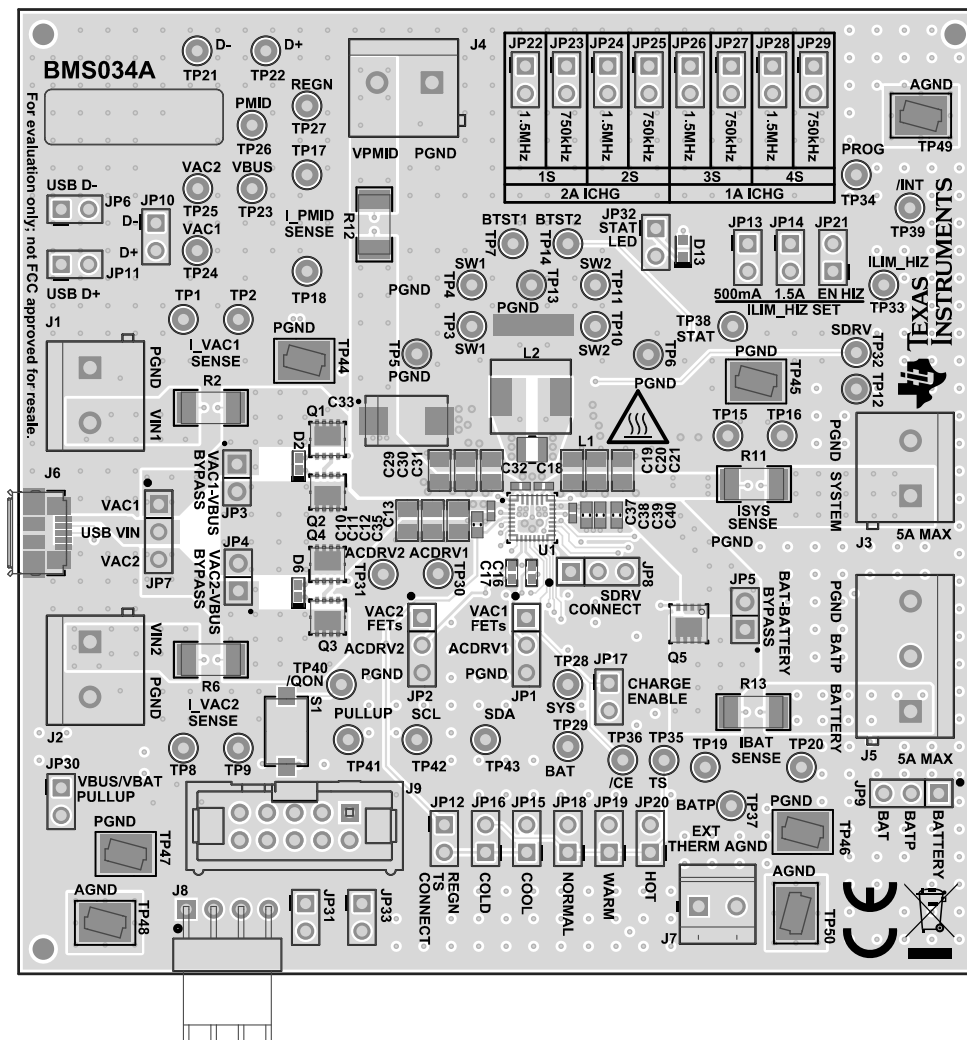 D-
D+
TP21
TP22
J4
BMS034A
REGN
TP27
PMID
TP26
TP17
VPMID PGND
JP22 JP23 JP24 JP25 JP26 JP27 JP28 JP29
1.5MHz 750kHz 1.5MHz 750kHz 1.5MHz 750kHz 1.5MHz 750kHz
1S 2S 3S 4S
2A ICHG 1A ICHG
AGND
TP49
PROG
TP34
/INT
TP39
For evaluation only; not FCC approved for resale.
VAC2
TP25
VBUS
TP23
USB D-
JP6
JP10
D-
D+
VAC1
TP24
JP11
USB D+
I_PMID
SENSE
R12
TP18
BTST1
TP7
BTST2
TP14
JP32
STAT
LED
D13
JP13 JP14 JP21
500mA 1.5A EN HIZ
ILIM_HIZ SET
ILIM_HIZ
TP33
TEXAS
INSTRUMENTS
PGND
SW1
TP4
TP13
SW2
TP11
PGND
TP3
SW1
TP10
SW2
TP38
STAT
SDRV
TP32
TP12
TP1
TP2
I_VAC1
SENSE
PGND
TP44
TP5
PGND
L2
TP6
PGND
PGND
TP45
J1
PGND
VIN1
R2
C33
Q1
D2
C29
C30
C31
C32
C18
L1
C19
C20
C21
TP15
TP16
R11
ISYS
SENSE
PGND
PGND
SYSTEM
J3
5A MAX
J6
VAC1
USB VIN
VAC2
JP7
VAC1-VBUS
BYPASS
JP3
Q2
Q4
C10
C11
C12
C35
C13
U1
C37
C38
C39
C40
JP4
VAC2-VBUS
BYPASS
D6
Q3
ACDRV2
TP31
ACDRV1
TP30
C17
C16
JP8
SDRV
CONNECT
JP5
BAT-BATTERY
BYPASS
Q5
PGND
BATP
BATTERY
J5
5A MAX
VAC2
FETs
ACDRV2
PGND
JP2
VAC1
FETs
ACDRV1
PGND
JP1
TP28
SYS
JP17
CHARGE
ENABLE
R13
IBAT
SENSE
VIN2
PGND
J2
R6
I_VAC2
SENSE
TP40
/QON
S1
PULLUP
TP41
SCL
TP42
SDA
TP43
TP29
BAT
TP36
/CE
TP35
TS
TP19
TP20
TP8
TP9
JP30
VBUS/VBAT
PULLUP
J9
JP12 JP16 JP15 JP18 JP19 JP20
REGN
TS
CONNECT
COLD
COOL
NORMAL
WARM
HOT
BATP
TP37
EXT
THERM AGND
J7
PGND
TP46
JP9
BAT
BATP
BATTERY
PGND
TP47
AGND
TP48
J8
JP31
JP33
AGND
TP50
CE